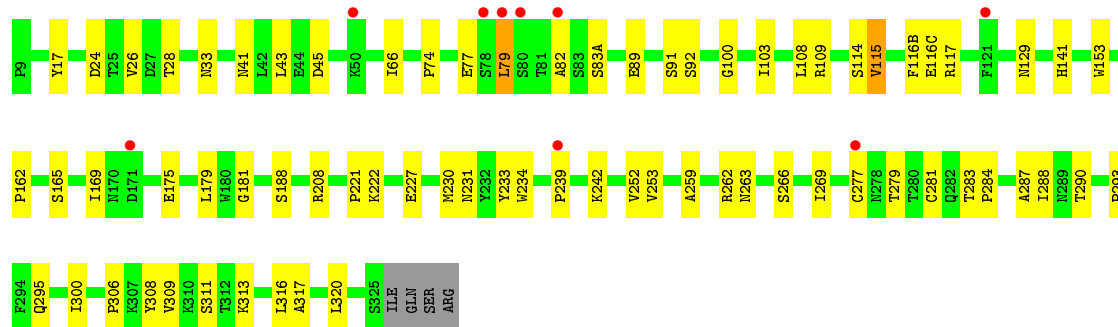 P9 Y17 D24 T25 V26 D27 T28 N33 N41 L42 L43 E44 D45 K50 I66 P74 E77 S78 L79 S80 T81 A82 S83 S83A E89 S91 S92 G100 I103 L108 R109 S114 V115 F116B E116C R117 F121 N129 H141 W153
P162 S165 I169 N170 D171 E175 L179 W180 G181 S188 R208 P221 K222 E227 M230 N231 Y232 Y233 W234 P239 K242 V252 V253 A259 R262 N263 S266 I269 C277 N278 T279 T280 C281 Q282 T283 P284 A287 I288 N289 T290
F294 Q295 I300 P306 K307 Y308 V309 K310 S311 T312 K313 L316 A317 L320 S325 ILE GLN SER ARG